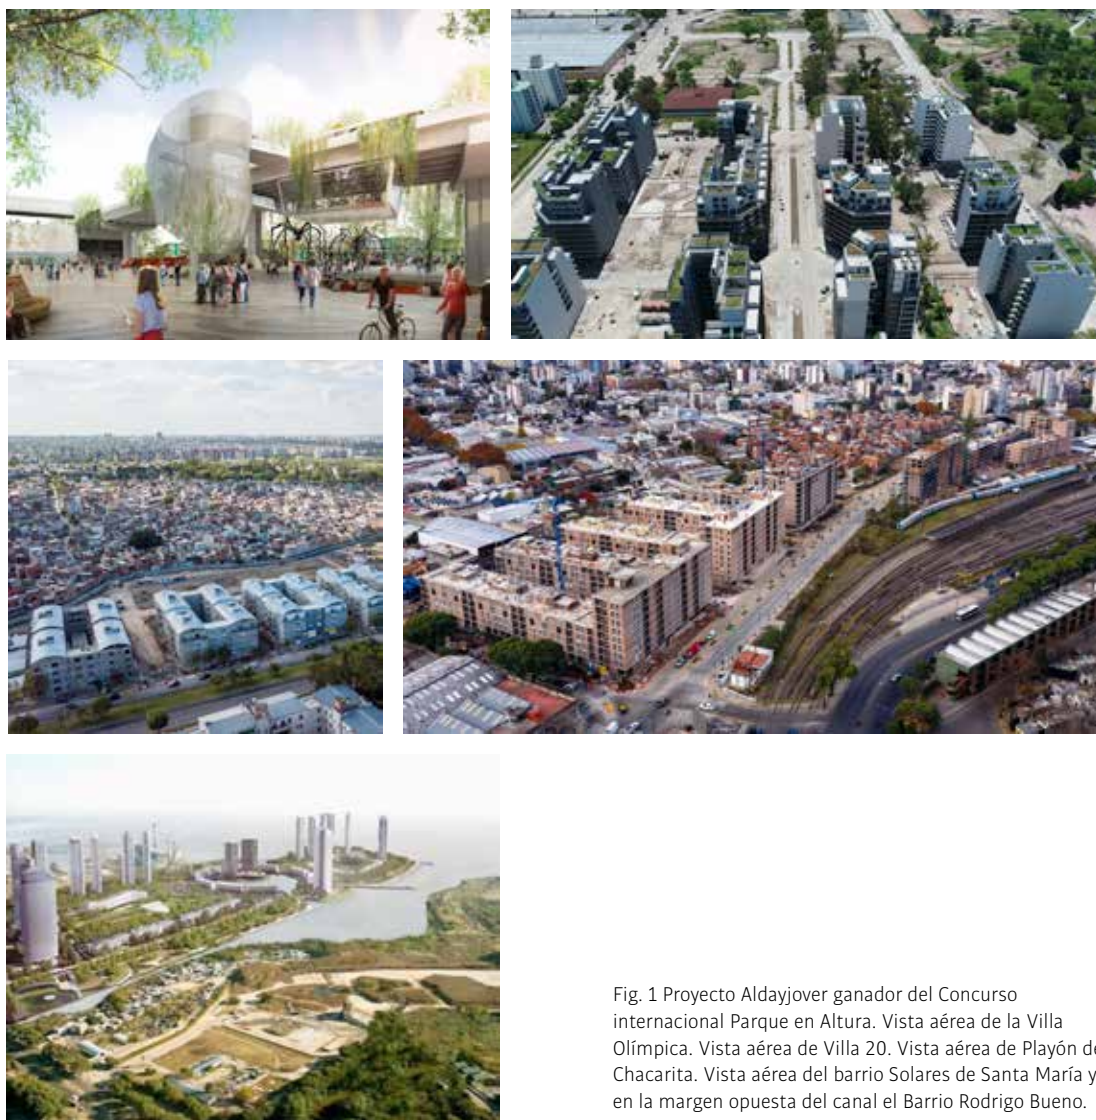 Fig. 1 Proyecto Aldayjover ganador del Concurso
internacional Parque en Altura. Vista aérea de la Villa
Olímpica. Vista aérea de Villa 20. Vista aérea de Playón de
Chacarita. Vista aérea del barrio Solares de Santa María y
en la margen opuesta del canal el Barrio Rodrigo Bueno.